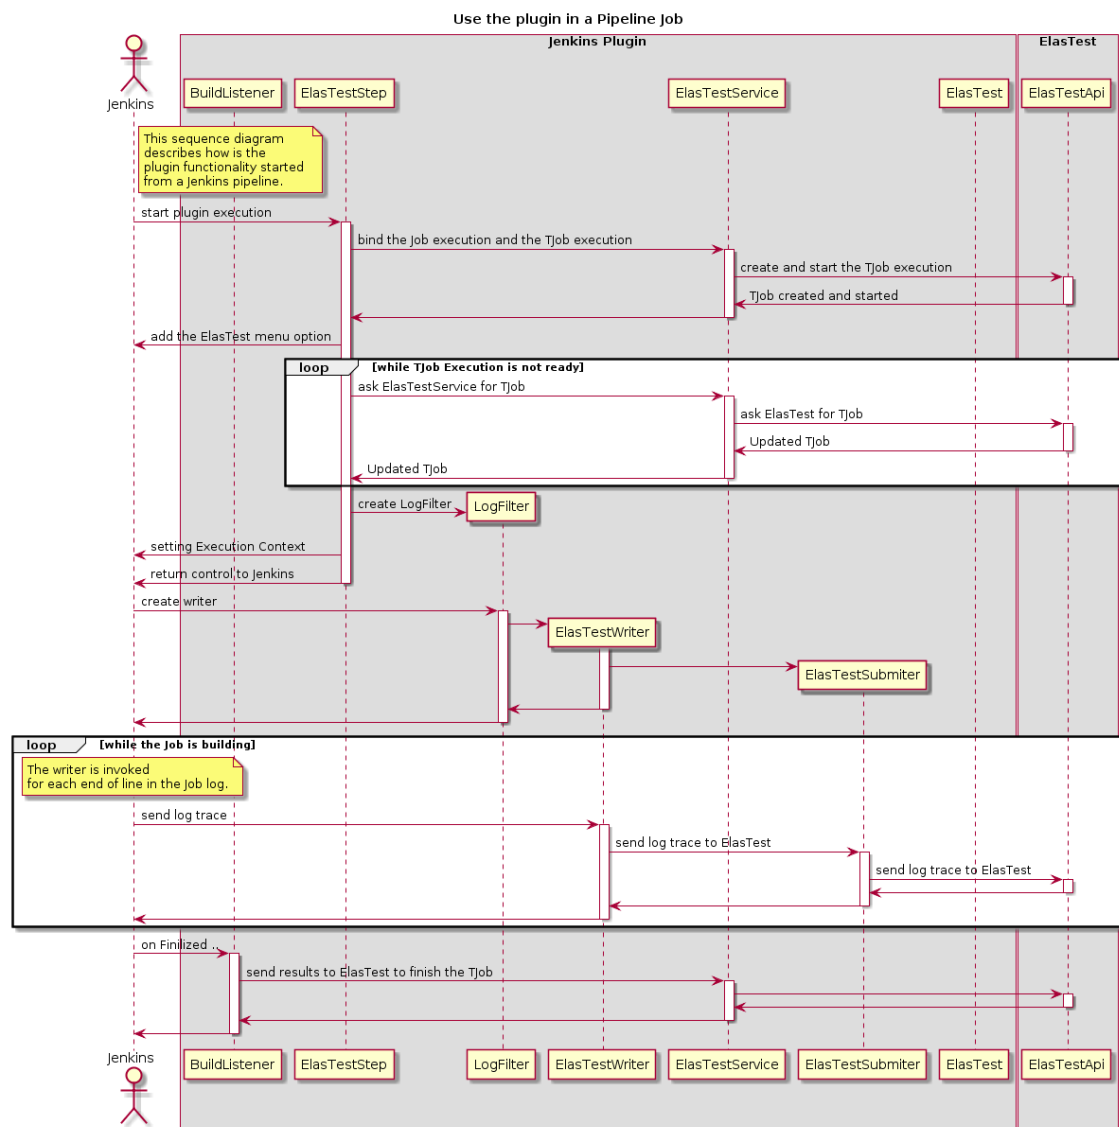 Use the plugin in a Pipeline Job
Jenkins Plugin
ElasTest
Jenkins
BuildListener
ElasTestStep
ElasTestService
ElasTest
ElasTestApi
This sequence diagram
describes how is the
plugin functionality started
from a Jenkins pipeline.
start plugin execution
bind the Job execution and the TJob execution
create and start the TJob execution
TJob created and started
add the ElasTest menu option
loop [while TJob Execution is not ready]
ask ElasTestService for TJob
ask ElasTest for TJob
Updated TJob
Updated TJob
create LogFilter
LogFilter
setting Execution Context
return control to Jenkins
create writer
ElasTestWriter
ElasTestSubmiter
loop [while the Job is building]
The writer is invoked
for each end of line in the Job log.
send log trace
send log trace to ElasTest
send log trace to ElasTest
on Finilized ..
send results to ElasTest to finish the TJob
Jenkins
BuildListener
ElasTestStep
LogFilter
ElasTestWriter
ElasTestService
ElasTestSubmiter
ElasTest
ElasTestApi